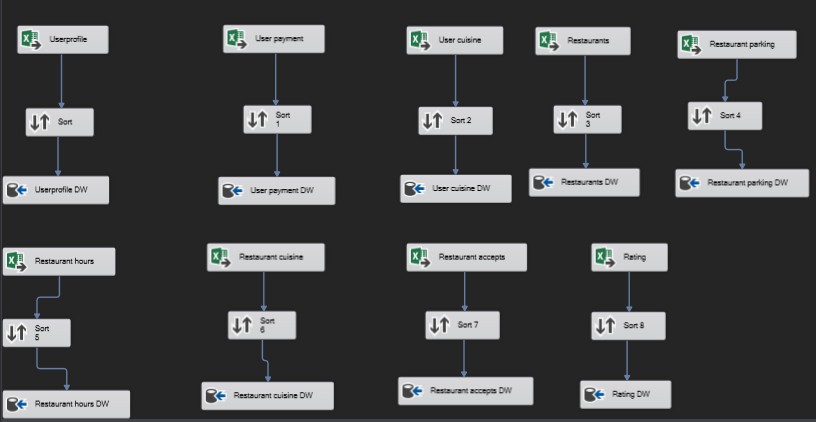 Userprofile
User payment
User cuisine
Restaurants
Restaurant parking
Sort
Sort
1
Sort 2
Sort
3
Sort 4
Userprofile DW
User payment DW
User cuisine DW
Restaurants DW
Restaurant parking DW
Restaurant hours
Restaurant cuisine
Restaurant accepts
Rating
Sort
5
Sort
6
Sort 7
Sort 8
Restaurant hours DW
Restaurant cuisine DW
Restaurant accepts DW
Rating DW